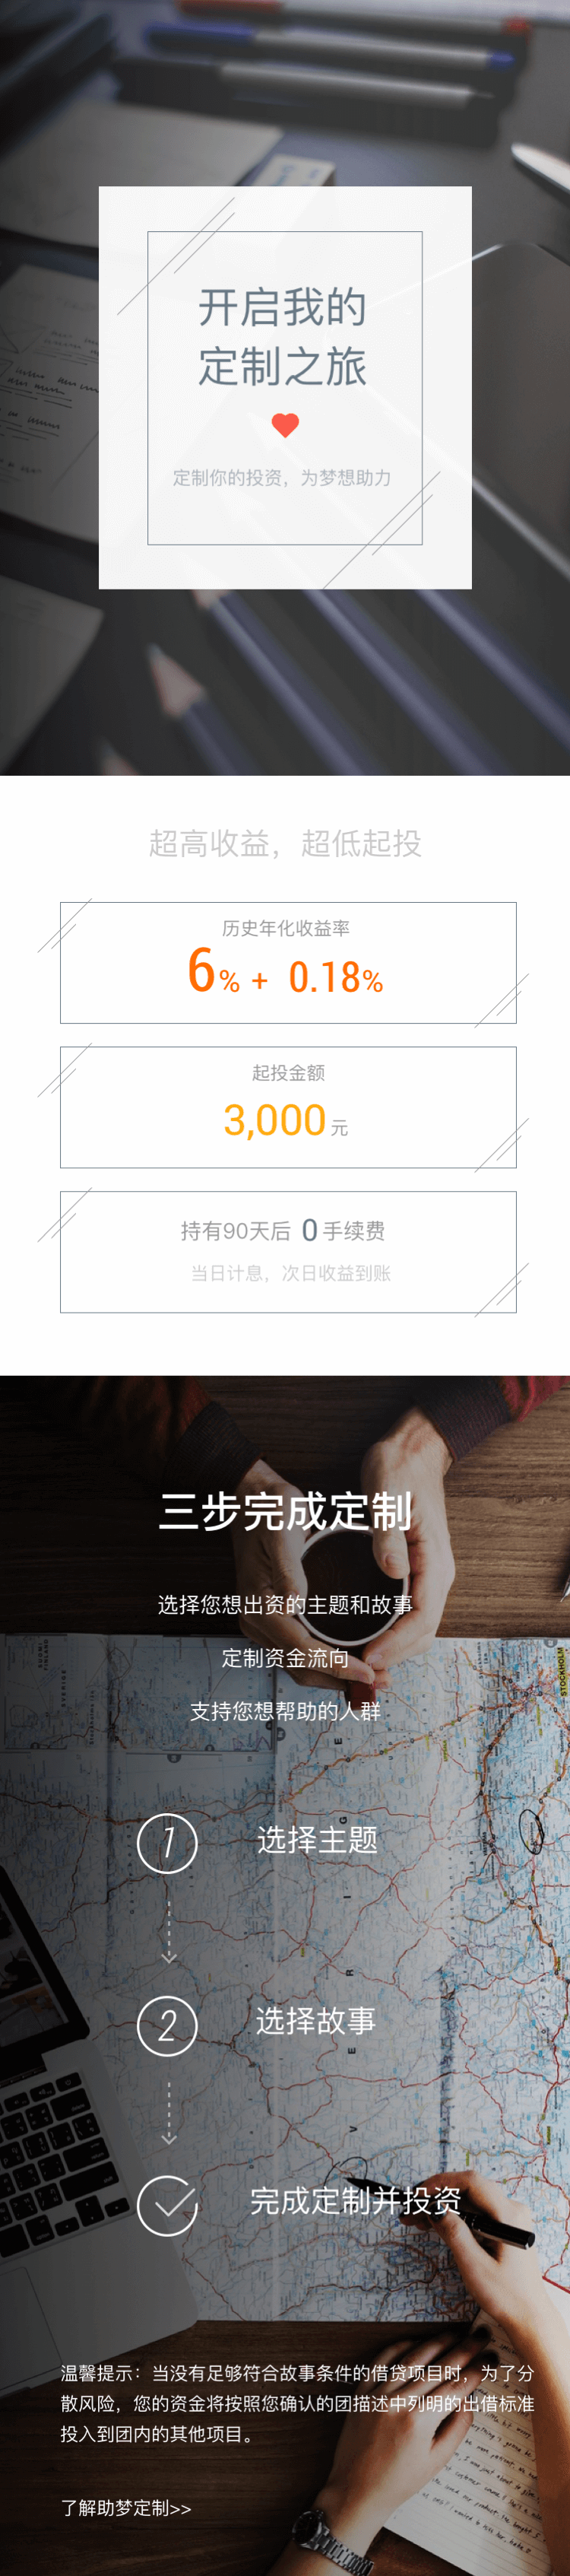 开启我的
定制之旅
定制你的投资，为梦想助力
超高收益，超低起投
历史年化收益率
6% + 0.18%
起投金额
3,000元
持有90天后 0 手续费
当日计息，次日收益到账
三步完成定制
选择您想出资的主题和故事
定制资金流向
支持您想帮助的人群
STOCKHOLM
1 选择主题
2 选择故事
完成定制并投资
温馨提示：当没有足够符合故事条件的借贷项目时，为了分
散风险，您的资金将按照您确认的团描述中列明的出借标准
投入到团内的其他项目。
了解助梦定制>>